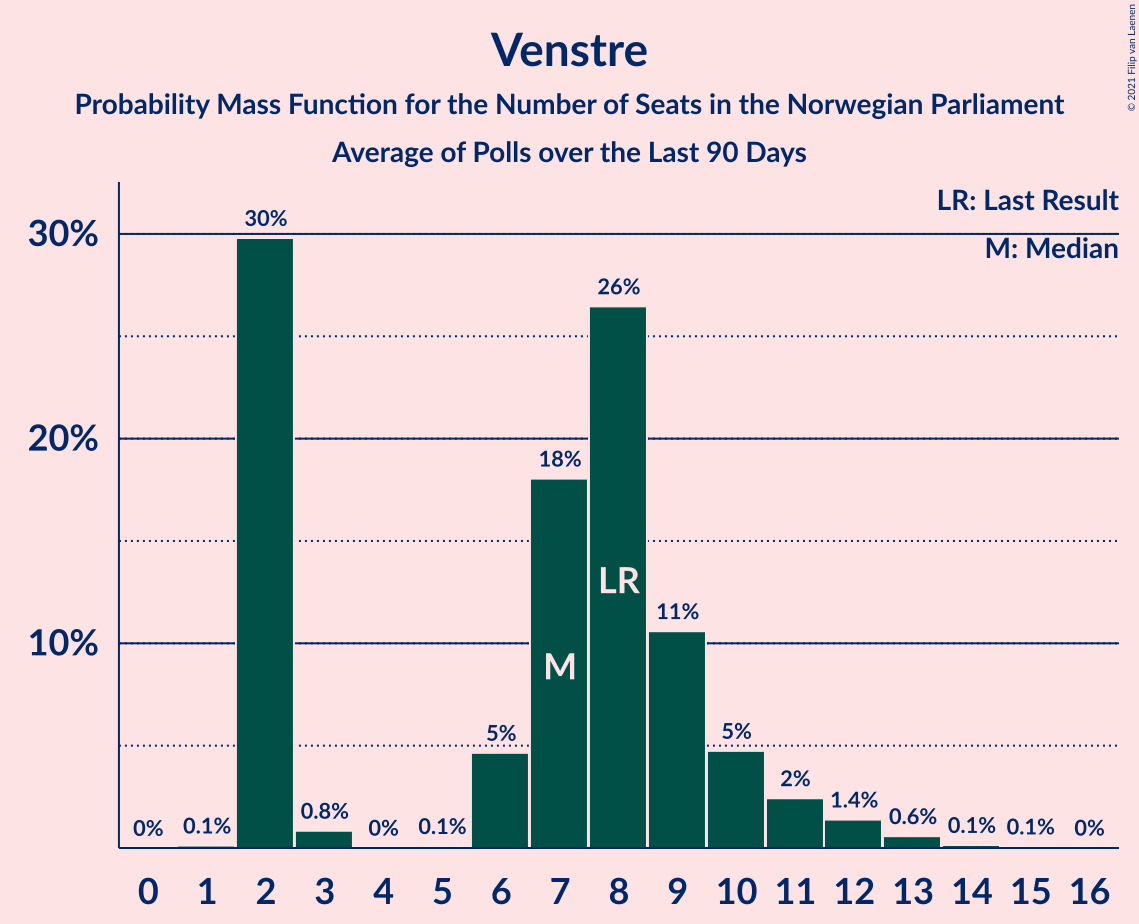 Venstre
Probability Mass Function for the Number of Seats in the Norwegian Parliament
Average of Polls over the Last 90 Days
© 2021 Filip van Laenen
LR: Last Result
M: Median
30%
20%
10%
0%
0.1%
30%
0.8%
0%
0.1%
5%
18%
26%
11%
5%
2%
1.4%
0.6%
0.1%
0.1%
0%
M
LR
0 1 2 3 4 5 6 7 8 9 10 11 12 13 14 15 16